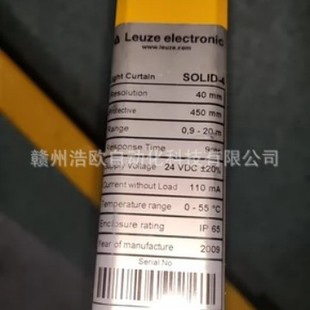 Leuze electronic
www.leuze.com
Light Curtain SOLID-4
Resolution 40 mm
Protective 450 mm
Range 0,9 - 20 m
Response Time
Voltage 24 VDC ±20%
Current without Load 110 mA
Temperature range 0 - 55 °C
Enclosure rating IP 65
Year of manufacture 2009
Serial No
赣州浩欧自动化科技有限公司